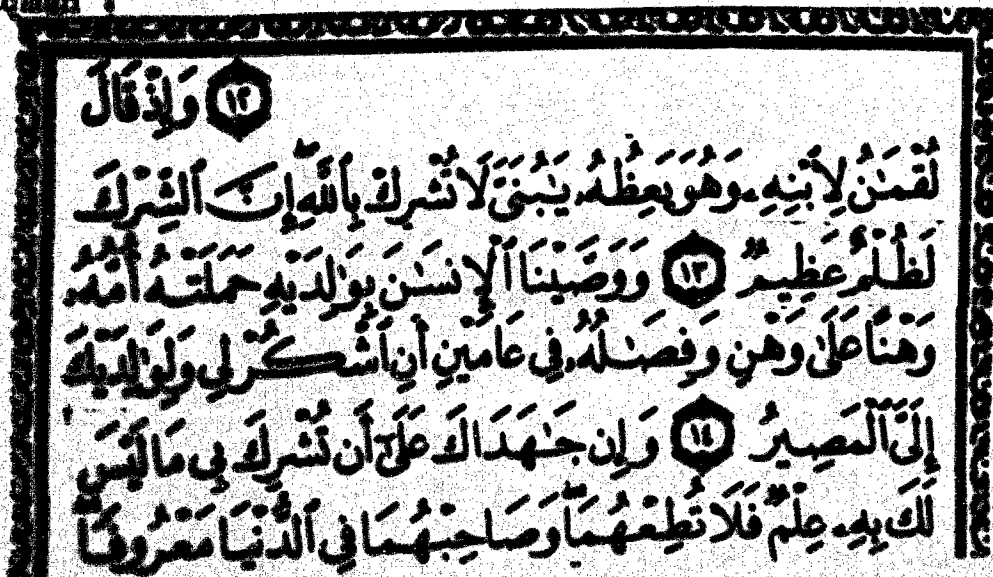 ۝١٢ وَإِذْ قَالَ
لُقْمَـٰنُ لِٱبْنِهِۦ وَهُوَ يَعِظُهُۥ يَـٰبُنَىَّ لَا تُشْرِكْ بِٱللَّهِ ۖ إِنَّ ٱلشِّرْكَ
لَظُلْمٌ عَظِيمٌ ۝١٣ وَوَصَّيْنَا ٱلْإِنسَـٰنَ بِوَٰلِدَيْهِ حَمَلَتْهُ أُمُّهُۥ
وَهْنًا عَلَىٰ وَهْنٍ وَفِصَـٰلُهُۥ فِى عَامَيْنِ أَنِ ٱشْكُرْ لِى وَلِوَٰلِدَيْكَ
إِلَىَّ ٱلْمَصِيرُ ۝١٤ وَإِن جَـٰهَدَاكَ عَلَىٰٓ أَن تُشْرِكَ بِى مَا لَيْسَ
لَكَ بِهِۦ عِلْمٌ فَلَا تُطِعْهُمَا ۖ وَصَاحِبْهُمَا فِى ٱلدُّنْيَا مَعْرُوفًا ۖ